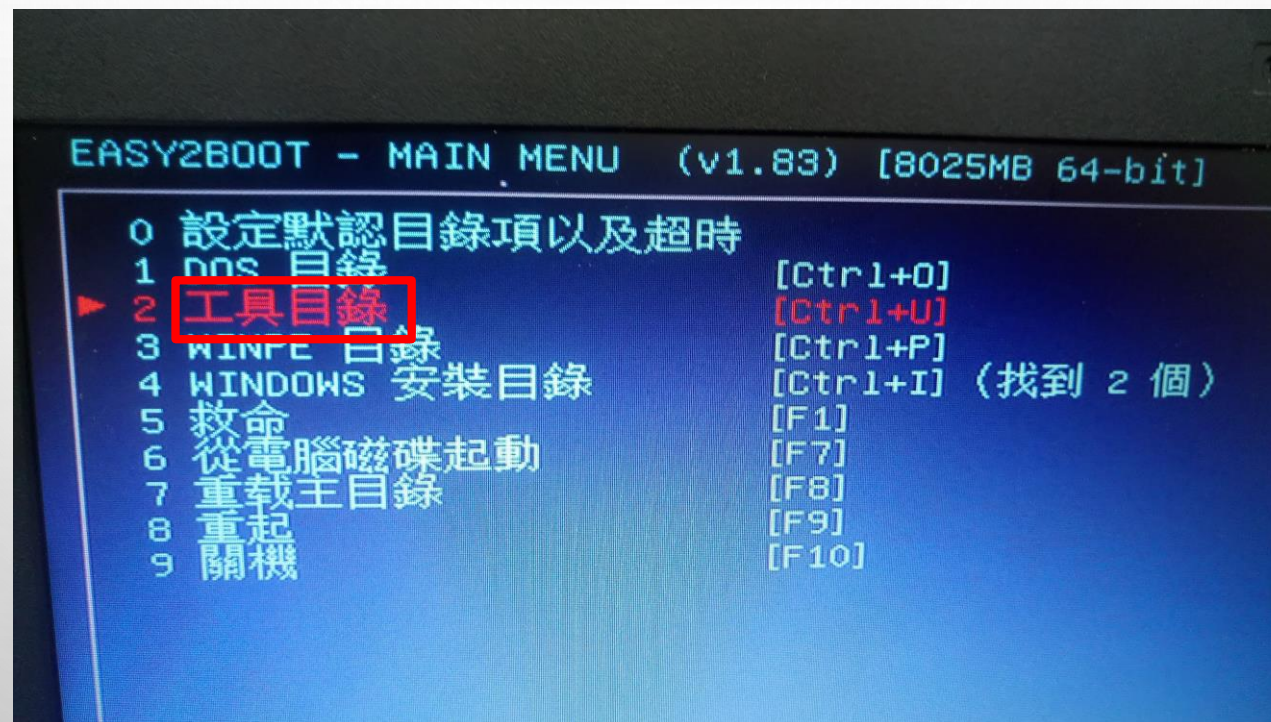 EASY2BOOT - MAIN MENU (v1.83) [8025MB 64-bit]
0 設定默認目錄項以及超時
1 DOS 目錄 [Ctrl+O]
2 工具目錄 [Ctrl+U]
3 WINPE 目錄 [Ctrl+P]
4 WINDOWS 安裝目錄 [Ctrl+I] (找到 2 個)
5 救命 [F1]
6 從電腦磁碟起動 [F7]
7 重载主目錄 [F8]
8 重起 [F9]
9 關機 [F10]